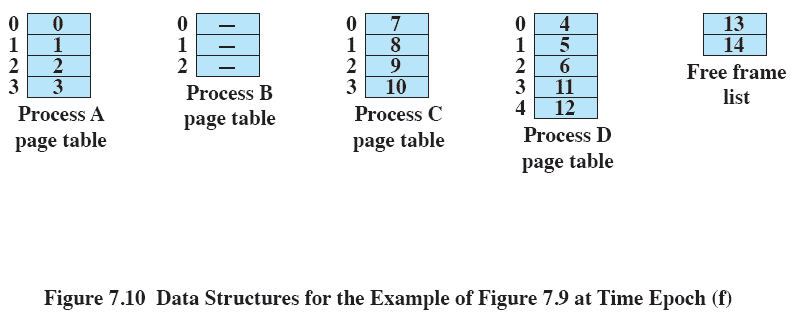 0 0 0 — 0 7 0 4 13
1 1 1 — 1 8 1 5 14
2 2 2 — 2 9 2 6
3 3 3 10 3 11
4 12
Process A
page table
Process B
page table
Process C
page table
Process D
page table
Free frame
list
Figure 7.10 Data Structures for the Example of Figure 7.9 at Time Epoch (f)